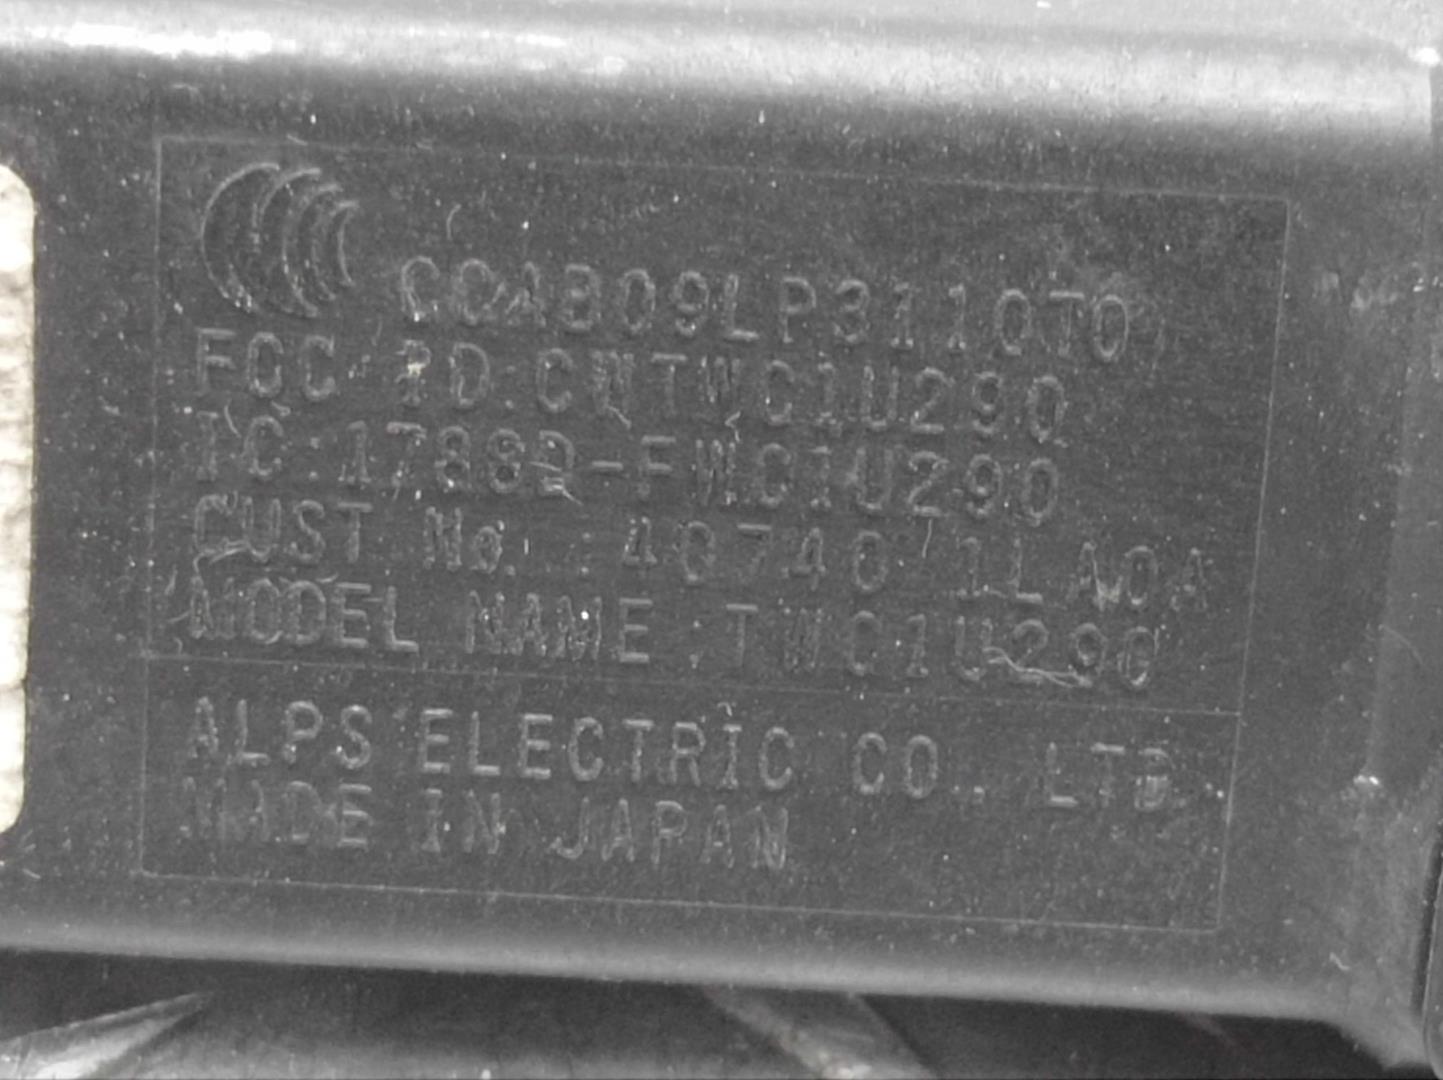 CCAB09LP3110T0
FCC ID:CWTWC1U290
IC:1788D-FWC1U290
CUST No. :40740 1LA0A
MODEL NAME:TWC1U290
ALPS ELECTRIC CO., LTD.
MADE IN JAPAN